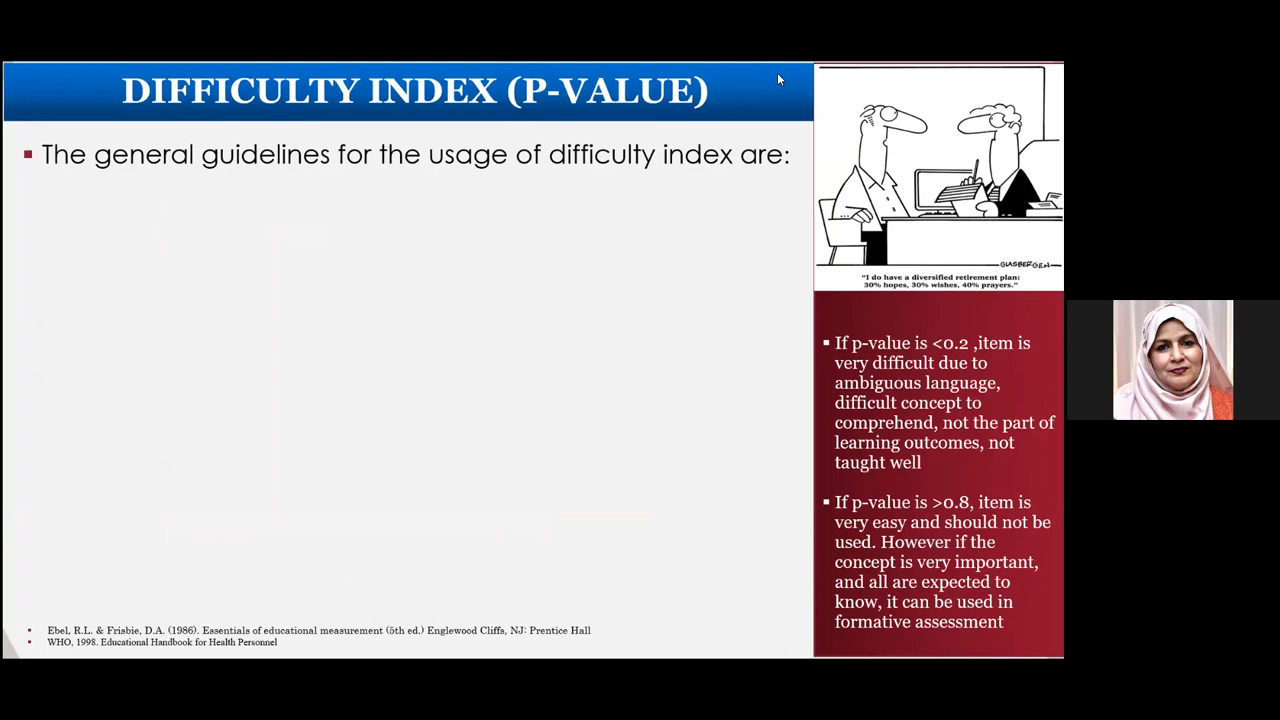 DIFFICULTY INDEX (P-VALUE)
▪ The general guidelines for the usage of difficulty index are:
GLASBERGEN
"I do have a diversified retirement plan:
30% hopes, 30% wishes, 40% prayers."
▪ If p-value is <0.2 ,item is
very difficult due to
ambiguous language,
difficult concept to
comprehend, not the part of
learning outcomes, not
taught well
▪ If p-value is >0.8, item is
very easy and should not be
used. However if the
concept is very important,
and all are expected to
know, it can be used in
formative assessment
▪ Ebel, R.L. & Frisbie, D.A. (1986). Essentials of educational measurement (5th ed.) Englewood Cliffs, NJ: Prentice Hall
▪ WHO, 1998. Educational Handbook for Health Personnel